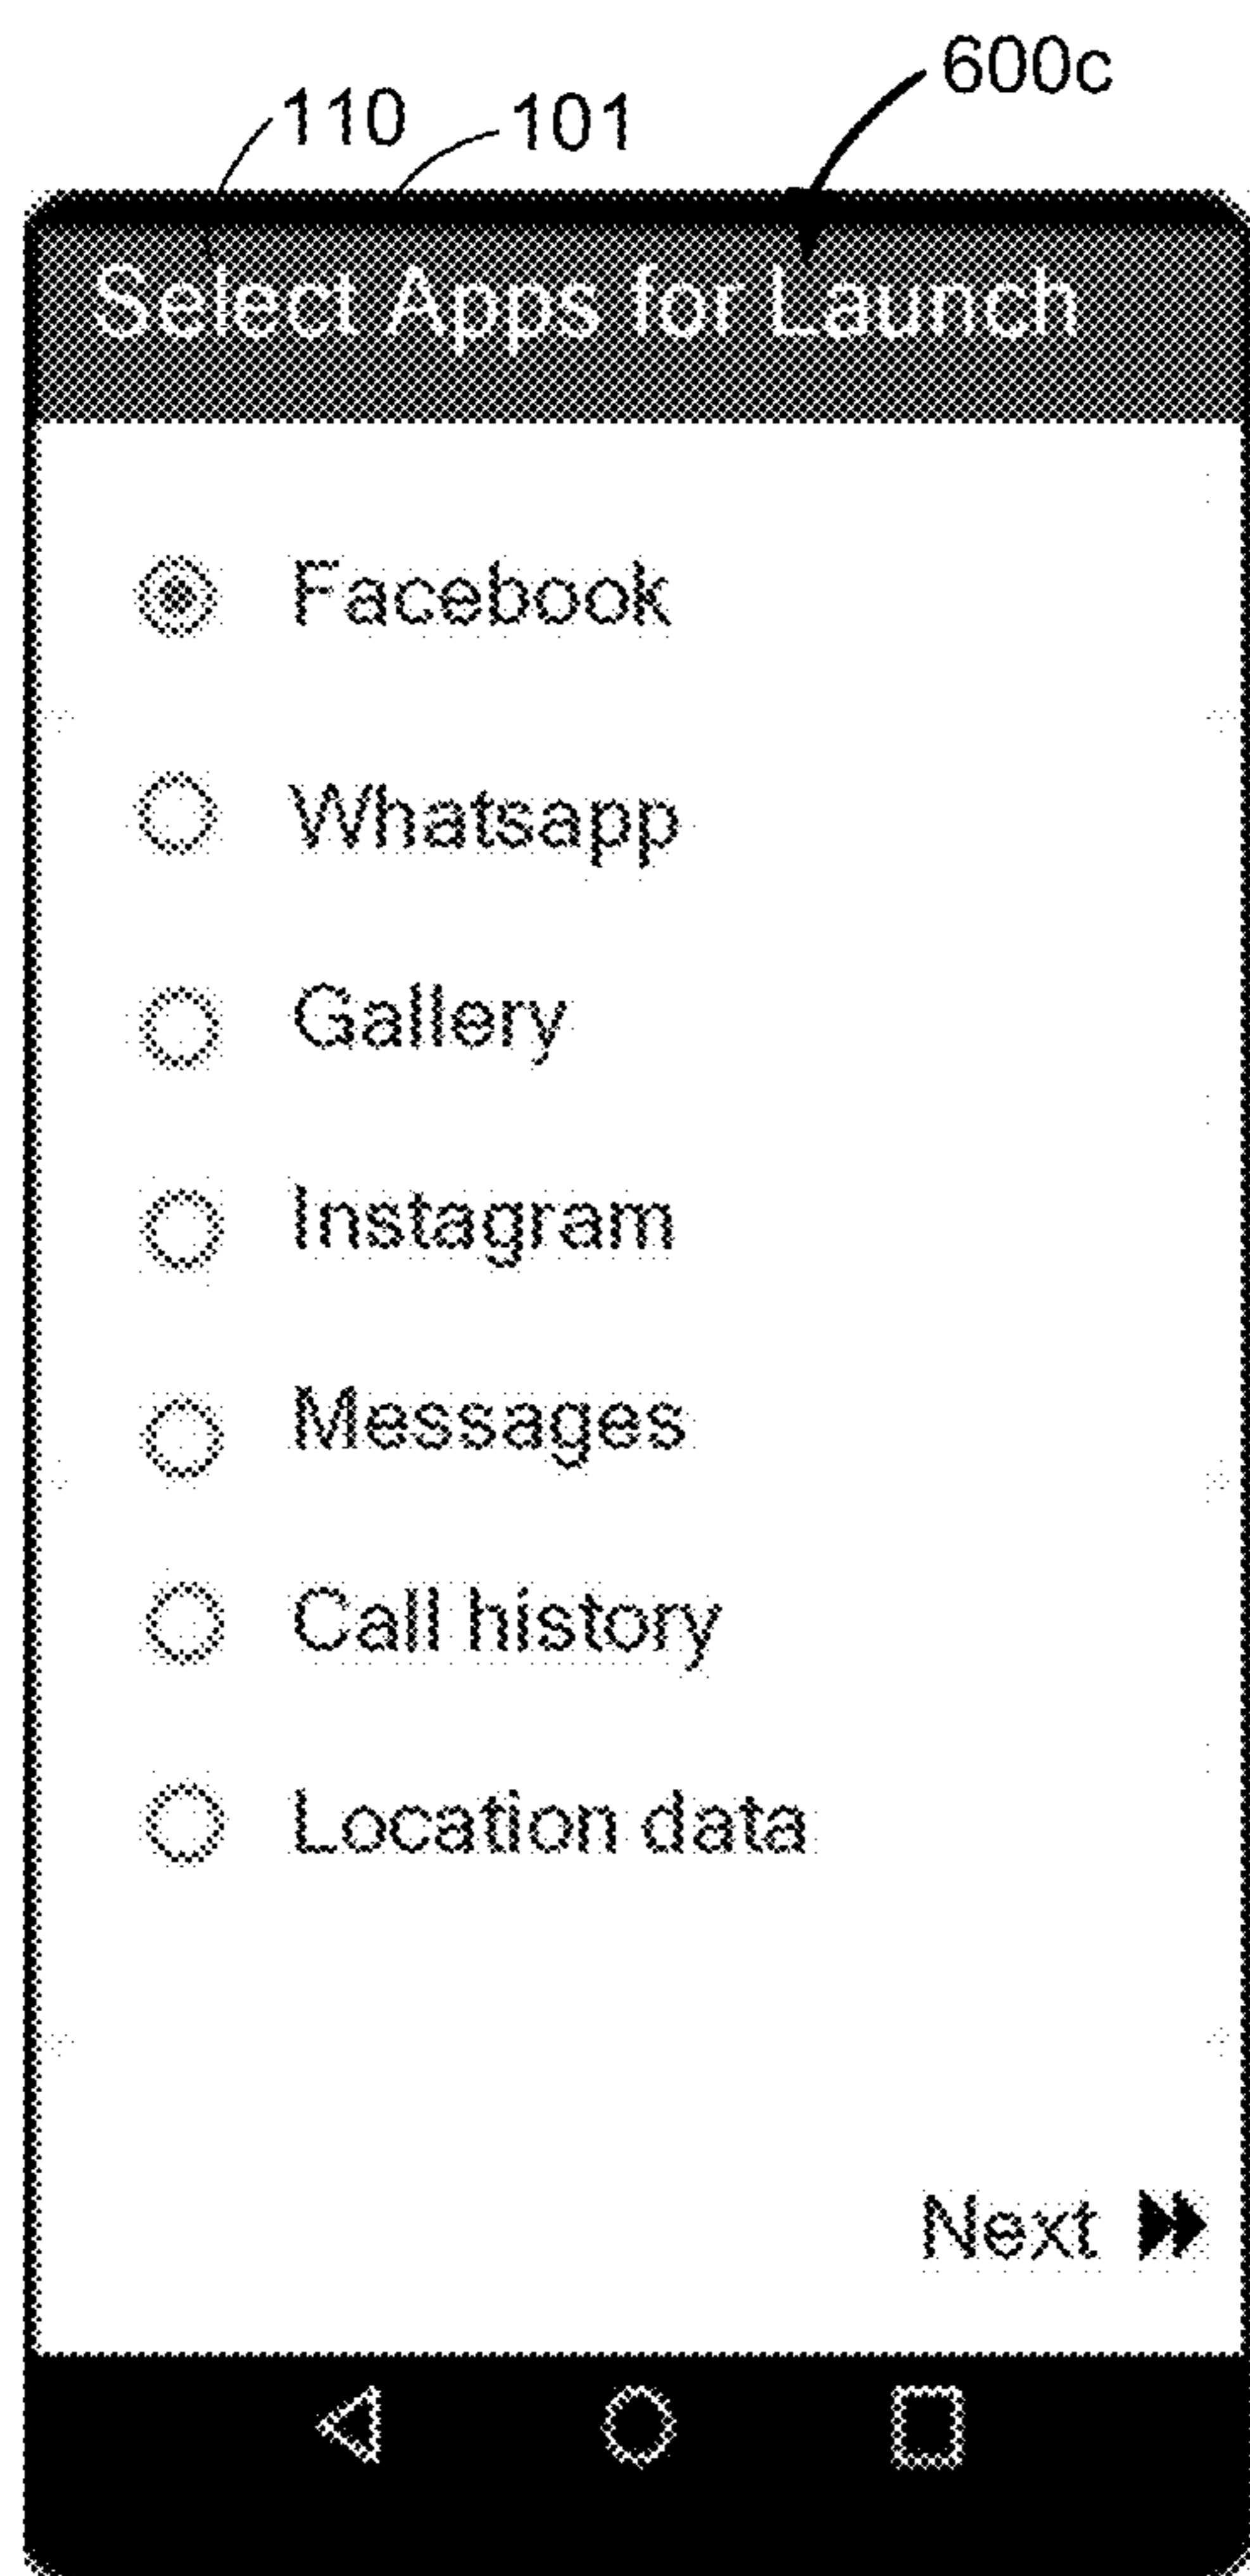 600c
110 101
Select Apps for Launch
Facebook
Whatsapp
Gallery
Instagram
Messages
Call history
Location data
Next